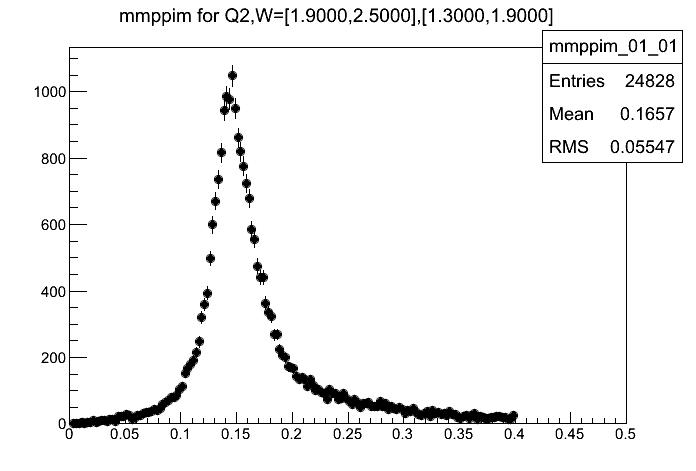 mmppim for Q2,W=[1.9000,2.5000],[1.3000,1.9000]
mmppim_01_01
Entries 24828
Mean 0.1657
RMS 0.05547
1000
800
600
400
200
0
0 0.05 0.1 0.15 0.2 0.25 0.3 0.35 0.4 0.45 0.5